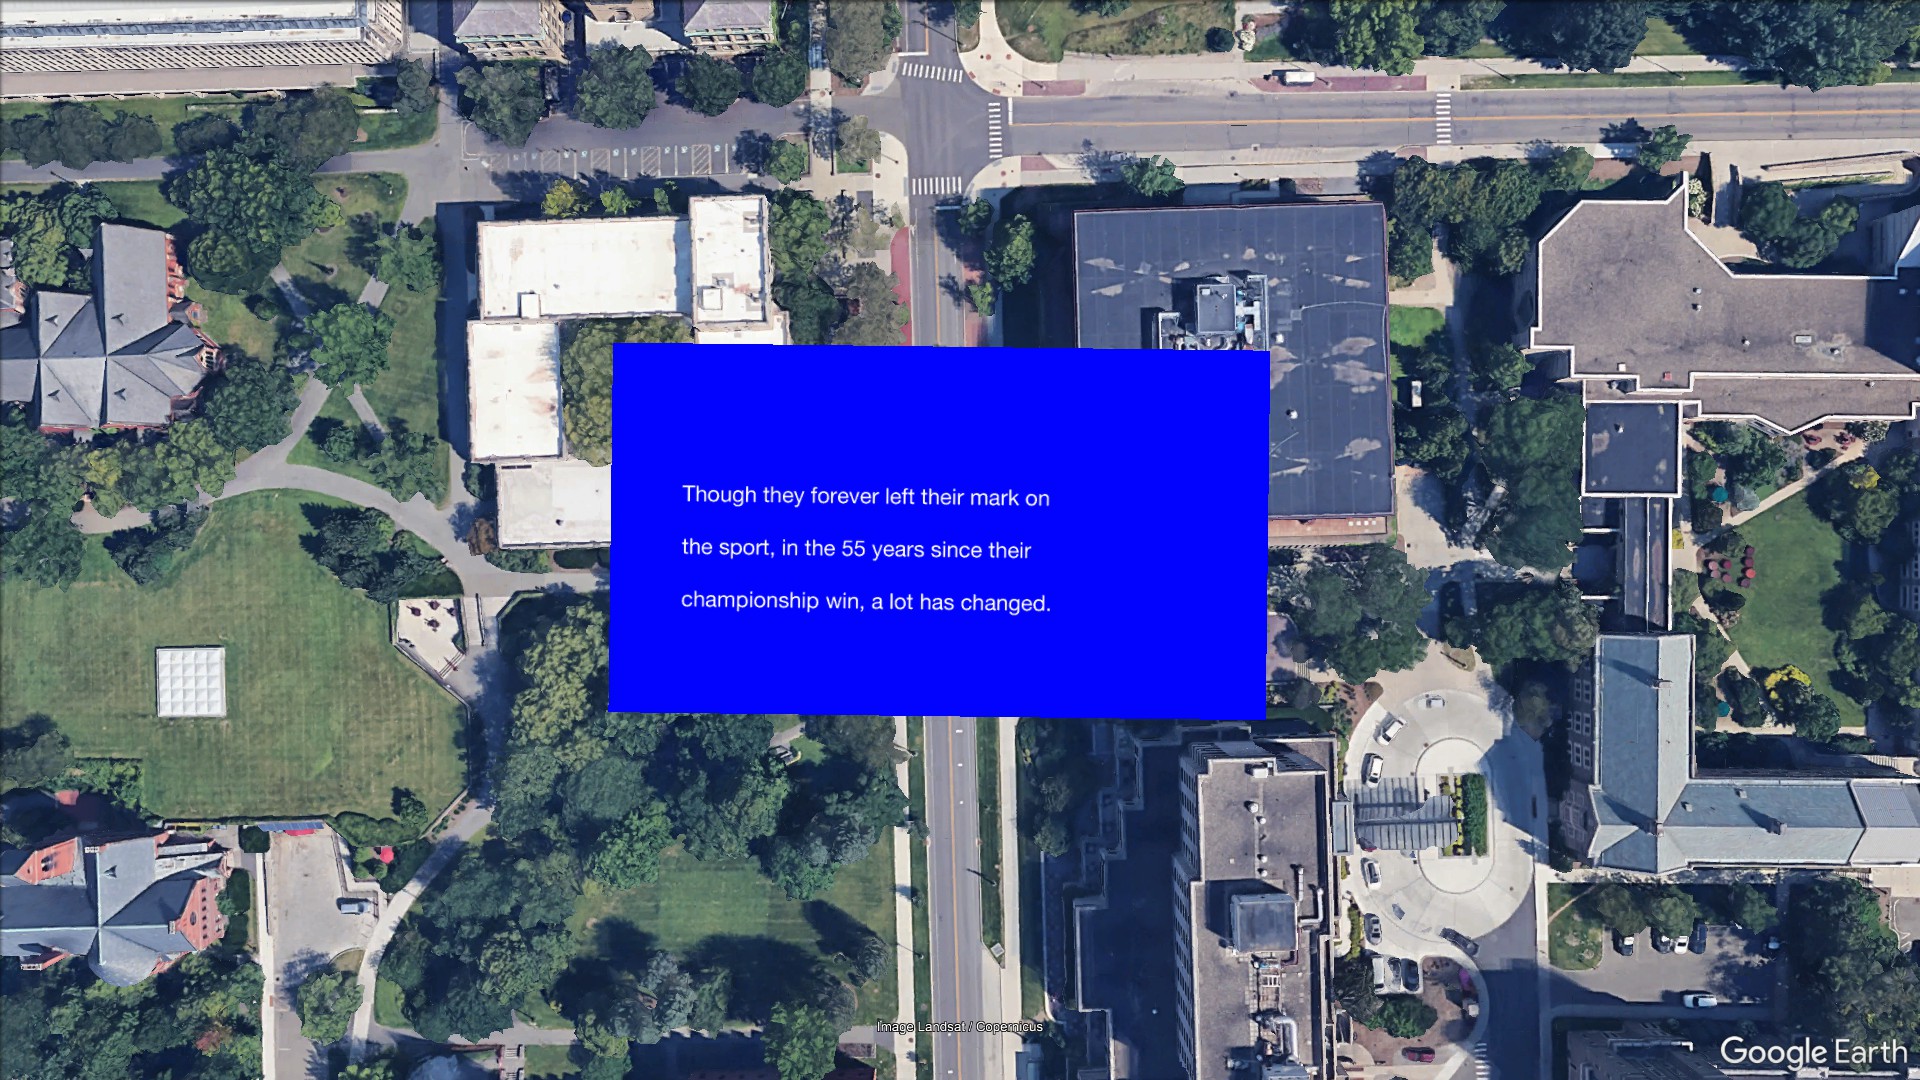 Though they forever left their mark on
the sport, in the 55 years since their
championship win, a lot has changed.
Image Landsat / Copernicus
Google Earth